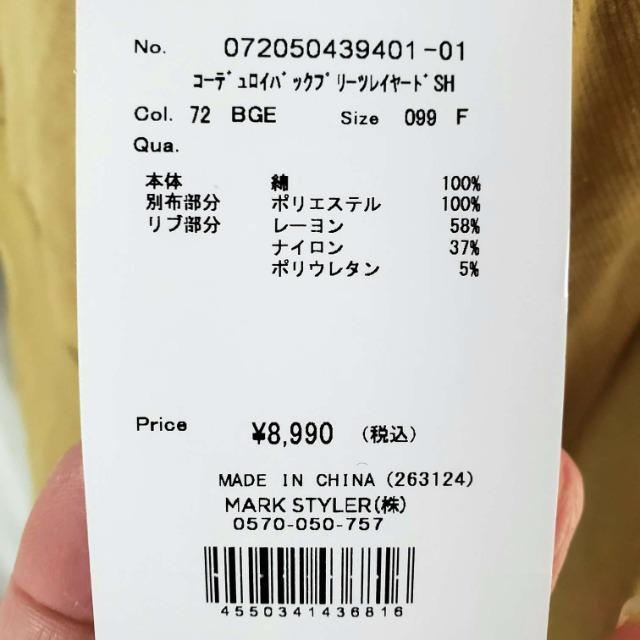 No. 072050439401-01
ｺｰﾃﾞｭﾛｲﾊﾞｯｸﾌﾟﾘｰﾂﾚｲﾔｰﾄﾞSH
Col. 72 BGE Size 099 F
Qua.
本体 綿 100%
別布部分 ポリエステル 100%
リブ部分 レーヨン 58%
ナイロン 37%
ポリウレタン 5%
Price ¥8,990 (税込)
MADE IN CHINA (263124)
MARK STYLER(株)
0570-050-757
4550341436816